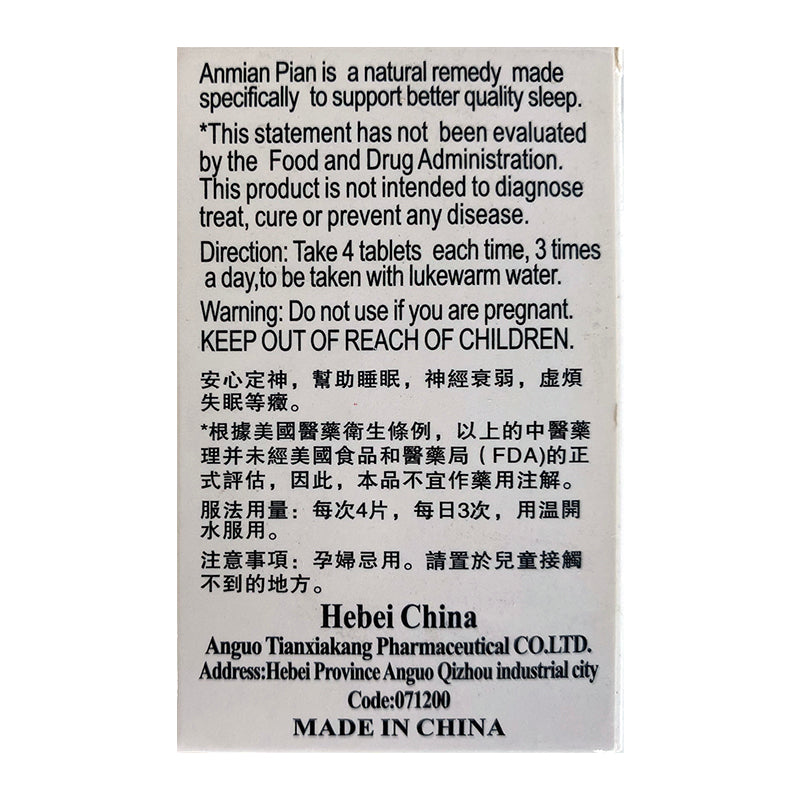 Anmian Pian is a natural remedy made
specifically to support better quality sleep.
*This statement has not been evaluated
by the Food and Drug Administration.
This product is not intended to diagnose
treat, cure or prevent any disease.
Direction: Take 4 tablets each time, 3 times
a day,to be taken with lukewarm water.
Warning: Do not use if you are pregnant.
KEEP OUT OF REACH OF CHILDREN.
安心定神，幫助睡眠，神經衰弱，虛煩
失眠等癥。
*根據美國醫藥衛生條例，以上的中醫藥
理并未經美國食品和醫藥局（FDA)的正
式評估，因此，本品不宜作藥用注解。
服法用量：每次4片，每日3次，用温開
水服用。
注意事項：孕婦忌用。請置於兒童接觸
不到的地方。
Hebei China
Anguo Tianxiakang Pharmaceutical CO.LTD.
Address:Hebei Province Anguo Qizhou industrial city
Code:071200
MADE IN CHINA